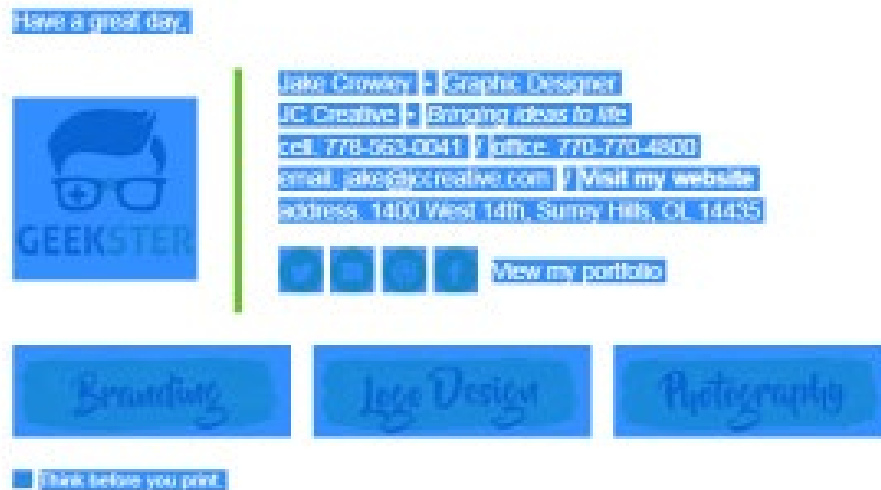 Have a great day,
Jake Crowley • Graphic Designer
JC Creative • Bringing ideas to life
cell. 778-563-0041 / office. 770-770-4800
email. jake@jccreative.com / Visit my website
address. 1400 West 14th, Surrey Hills, OL 14435
GEEKSTER
View my portfolio
Branding Logo Design Photography
Think before you print.